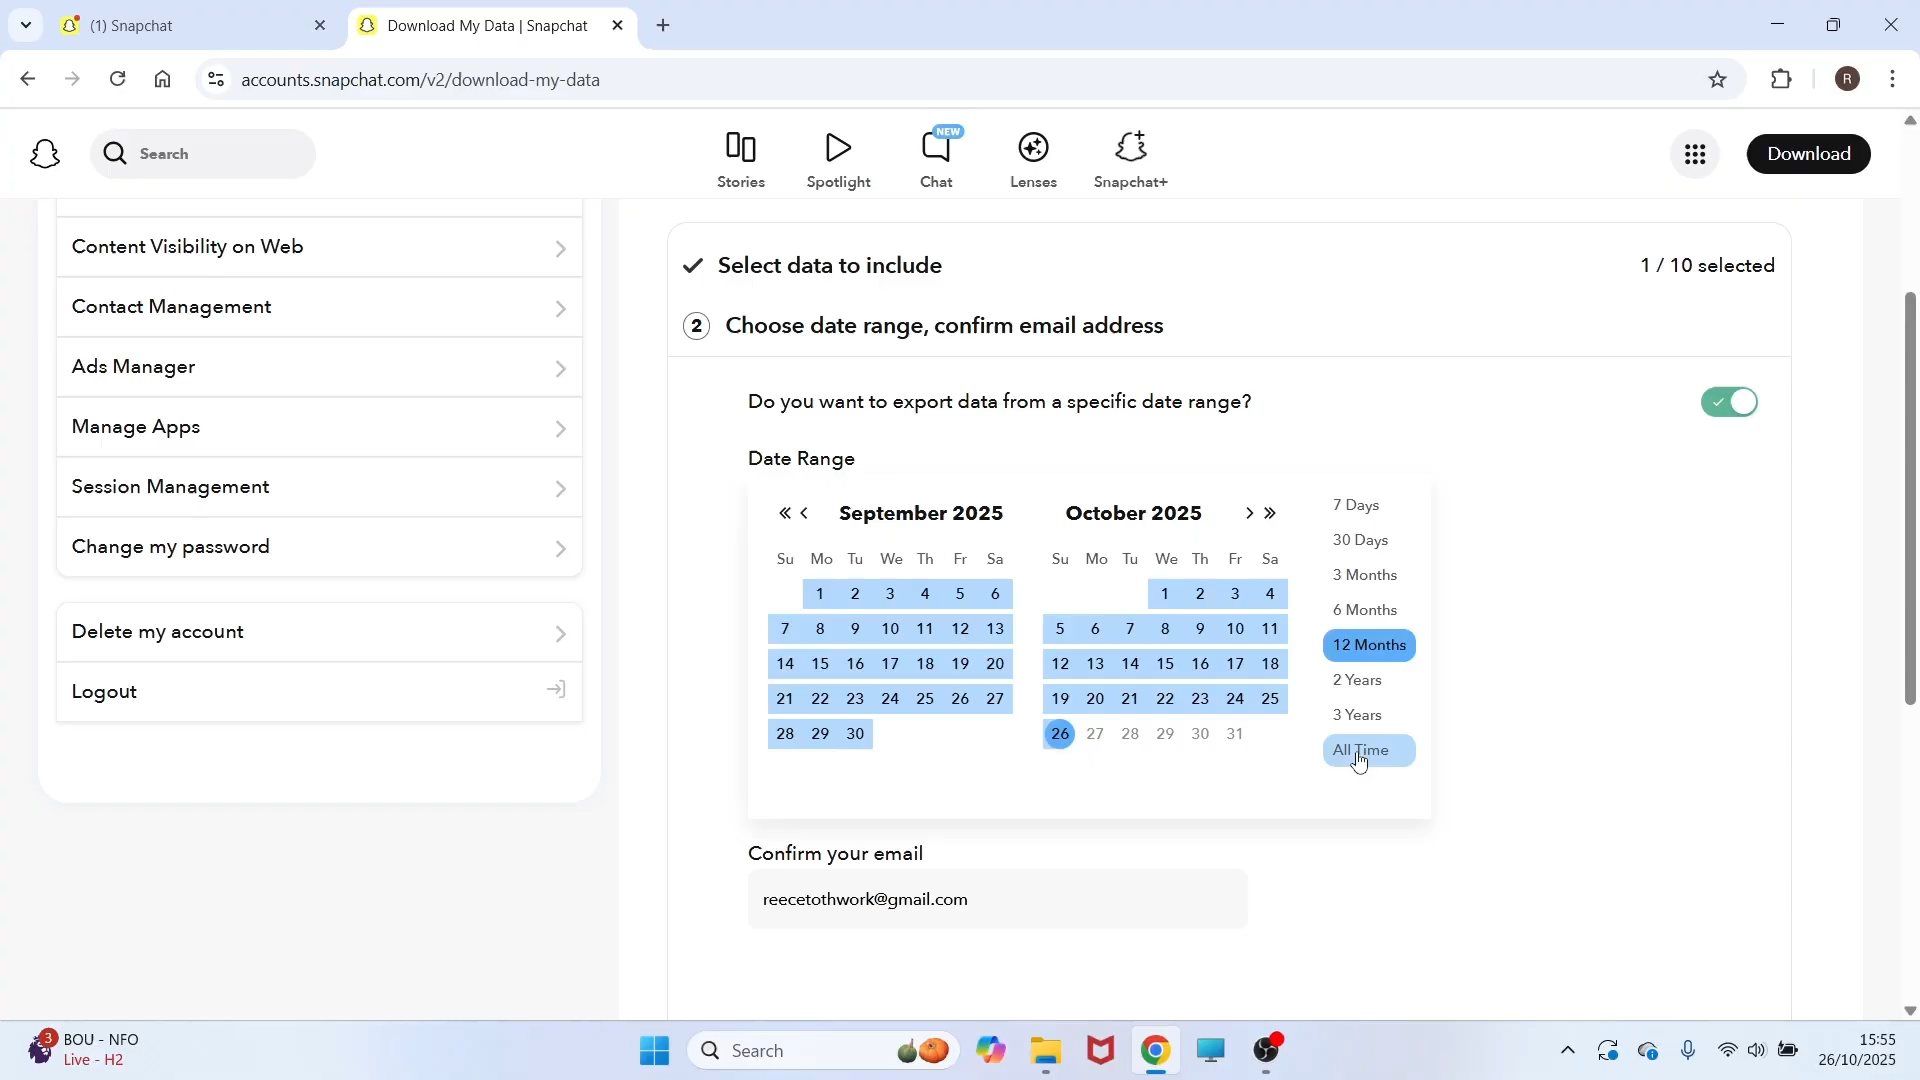 (1) Snapchat
Download My Data | Snapchat
accounts.snapchat.com/v2/download-my-data
R
Search
Stories
Spotlight
NEW
Chat
Lenses
Snapchat+
Download
Content Visibility on Web
Contact Management
Ads Manager
Manage Apps
Session Management
Change my password
Delete my account
Logout
Select data to include
1 / 10 selected
2 Choose date range, confirm email address
Do you want to export data from a specific date range?
Date Range
September 2025
Su Mo Tu We Th Fr Sa
1 2 3 4 5 6
7 8 9 10 11 12 13
14 15 16 17 18 19 20
21 22 23 24 25 26 27
28 29 30
October 2025
Su Mo Tu We Th Fr Sa
1 2 3 4
5 6 7 8 9 10 11
12 13 14 15 16 17 18
19 20 21 22 23 24 25
26 27 28 29 30 31
7 Days
30 Days
3 Months
6 Months
12 Months
2 Years
3 Years
All Time
Confirm your email
reecetothwork@gmail.com
3
BOU - NFO
Live - H2
Search
15:55
26/10/2025